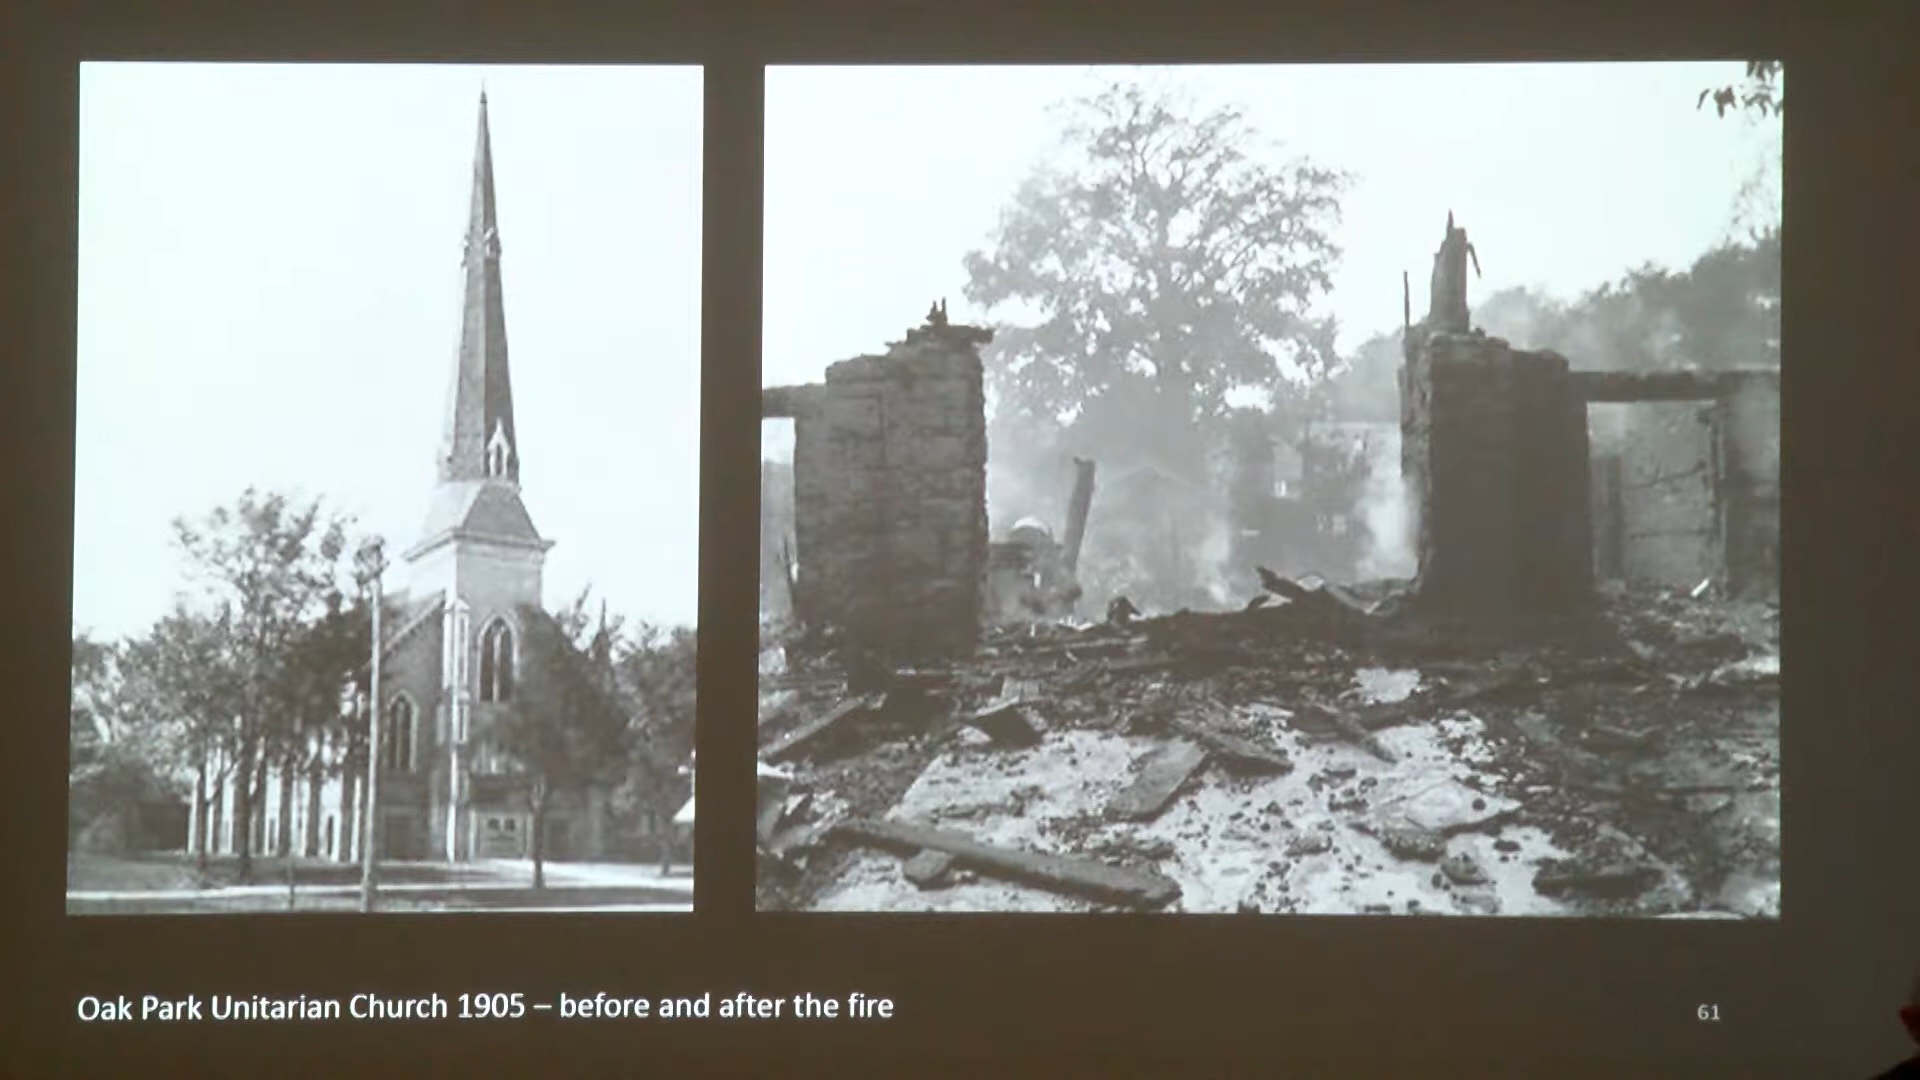 Oak Park Unitarian Church 1905 – before and after the fire
61